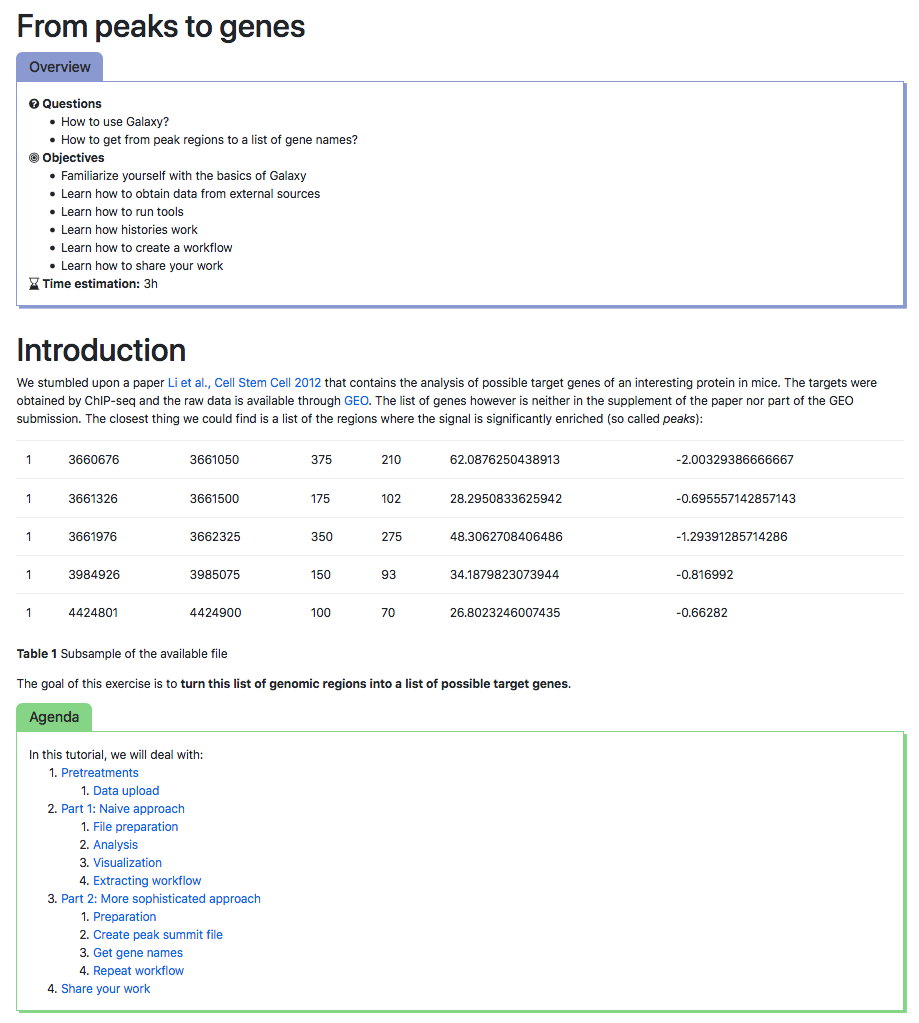 From peaks to genes
Overview
Questions
• How to use Galaxy?
• How to get from peak regions to a list of gene names?
Objectives
• Familiarize yourself with the basics of Galaxy
• Learn how to obtain data from external sources
• Learn how to run tools
• Learn how histories work
• Learn how to create a workflow
• Learn how to share your work
Time estimation: 3h
Introduction
We stumbled upon a paper Li et al., Cell Stem Cell 2012 that contains the analysis of possible target genes of an interesting protein in mice. The targets were
obtained by ChIP-seq and the raw data is available through GEO. The list of genes however is neither in the supplement of the paper nor part of the GEO
submission. The closest thing we could find is a list of the regions where the signal is significantly enriched (so called peaks):
1 3660676 3661050 375 210 62.0876250438913 -2.00329386666667
1 3661326 3661500 175 102 28.2950833625942 -0.695557142857143
1 3661976 3662325 350 275 48.3062708406486 -1.29391285714286
1 3984926 3985075 150 93 34.1879823073944 -0.816992
1 4424801 4424900 100 70 26.8023246007435 -0.66282
Table 1 Subsample of the available file
The goal of this exercise is to turn this list of genomic regions into a list of possible target genes.
Agenda
In this tutorial, we will deal with:
1. Pretreatments
1. Data upload
2. Part 1: Naive approach
1. File preparation
2. Analysis
3. Visualization
4. Extracting workflow
3. Part 2: More sophisticated approach
1. Preparation
2. Create peak summit file
3. Get gene names
4. Repeat workflow
4. Share your work